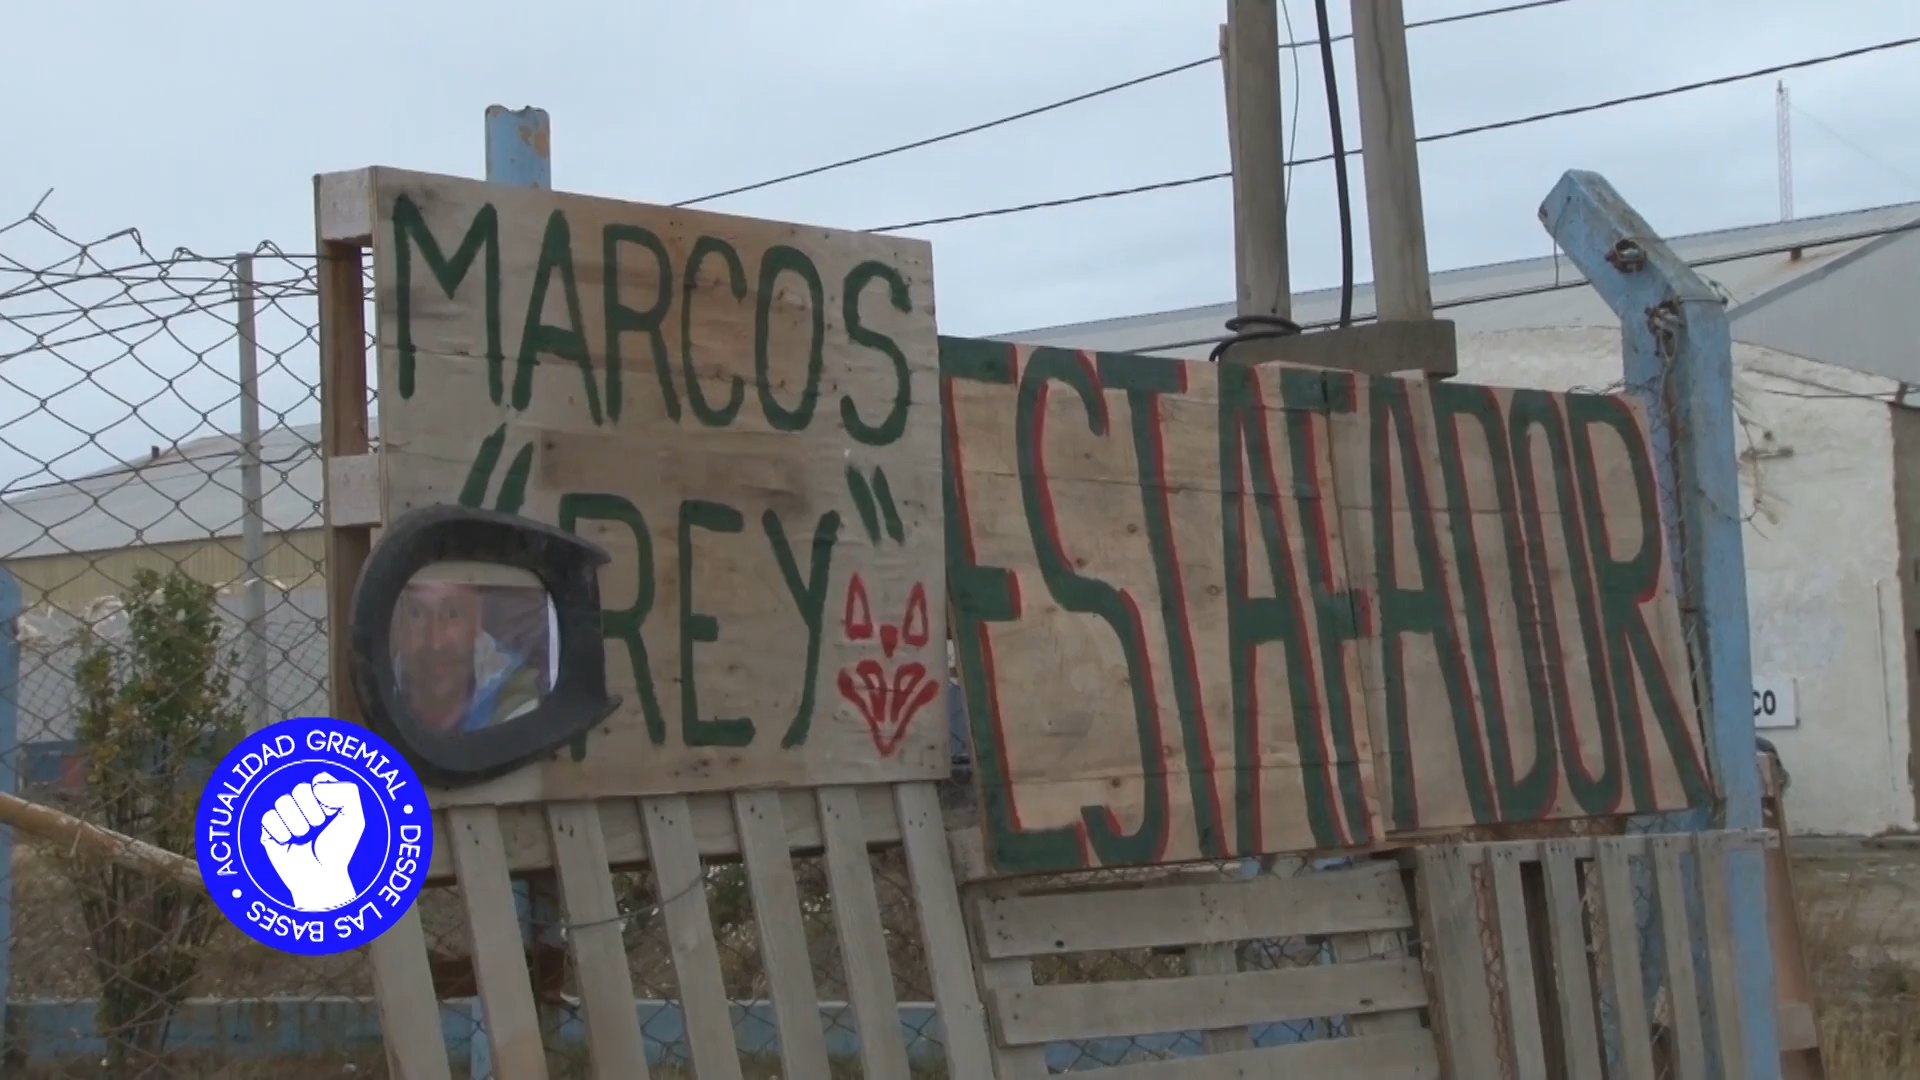 MARCOS
"REY"
ESTAFADOR
CO
ACTUALIDAD GREMIAL • DESDE LAS BASES •